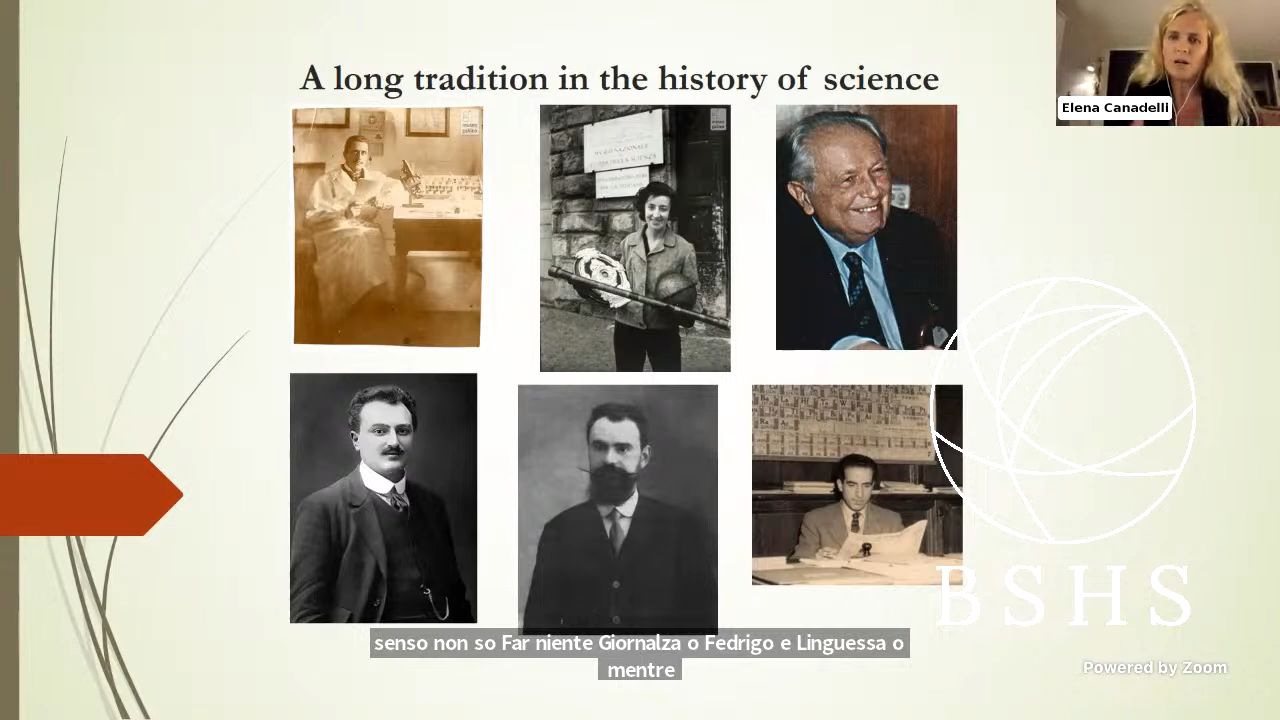 A long tradition in the history of science
Elena Canadelli
BSHS
senso non so Far niente Giornalza o Fedrigo e Linguessa o
mentre
Powered by Zoom